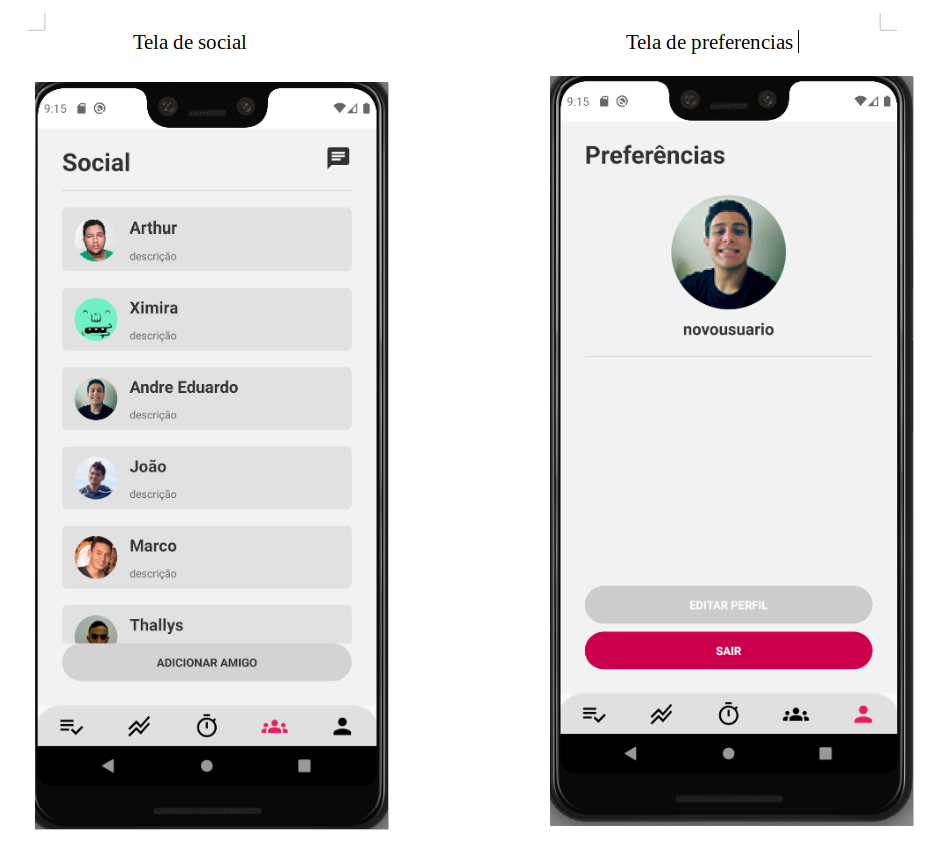 Tela de social
Tela de preferencias
9:15
Social
Arthur
descrição
Ximira
descrição
Andre Eduardo
descrição
João
descrição
Marco
descrição
Thallys
ADICIONAR AMIGO
9:15
Preferências
novousuario
EDITAR PERFIL
SAIR